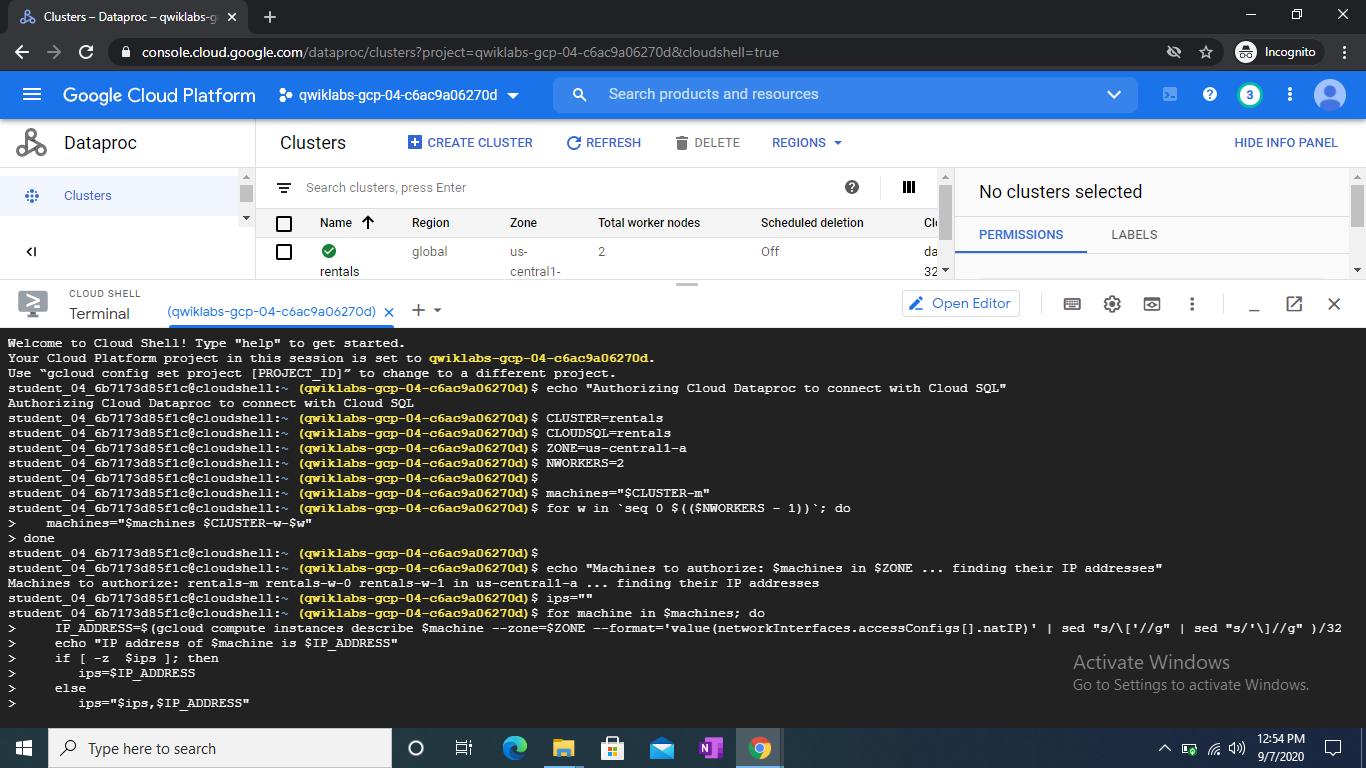 Clusters – Dataproc – qwiklabs-g
console.cloud.google.com/dataproc/clusters?project=qwiklabs-gcp-04-c6ac9a06270d&cloudshell=true
Incognito
Google Cloud Platform
qwiklabs-gcp-04-c6ac9a06270d
Search products and resources
3
Dataproc
Clusters
CREATE CLUSTER
REFRESH
DELETE
REGIONS
HIDE INFO PANEL
Clusters
Search clusters, press Enter
No clusters selected
Name
Region
Zone
Total worker nodes
Scheduled deletion
Cl
PERMISSIONS
LABELS
rentals
global
us-
central1-
2
Off
da
32
CLOUD SHELL
Terminal
(qwiklabs-gcp-04-c6ac9a06270d)
Open Editor
Welcome to Cloud Shell! Type "help" to get started.
Your Cloud Platform project in this session is set to qwiklabs-gcp-04-c6ac9a06270d.
Use “gcloud config set project [PROJECT_ID]” to change to a different project.
student_04_6b7173d85f1c@cloudshell:~ (qwiklabs-gcp-04-c6ac9a06270d)$ echo "Authorizing Cloud Dataproc to connect with Cloud SQL"
Authorizing Cloud Dataproc to connect with Cloud SQL
student_04_6b7173d85f1c@cloudshell:~ (qwiklabs-gcp-04-c6ac9a06270d)$ CLUSTER=rentals
student_04_6b7173d85f1c@cloudshell:~ (qwiklabs-gcp-04-c6ac9a06270d)$ CLOUDSQL=rentals
student_04_6b7173d85f1c@cloudshell:~ (qwiklabs-gcp-04-c6ac9a06270d)$ ZONE=us-central1-a
student_04_6b7173d85f1c@cloudshell:~ (qwiklabs-gcp-04-c6ac9a06270d)$ NWORKERS=2
student_04_6b7173d85f1c@cloudshell:~ (qwiklabs-gcp-04-c6ac9a06270d)$
student_04_6b7173d85f1c@cloudshell:~ (qwiklabs-gcp-04-c6ac9a06270d)$ machines="$CLUSTER-m"
student_04_6b7173d85f1c@cloudshell:~ (qwiklabs-gcp-04-c6ac9a06270d)$ for w in `seq 0 $(($NWORKERS - 1))`; do
>    machines="$machines $CLUSTER-w-$w"
> done
student_04_6b7173d85f1c@cloudshell:~ (qwiklabs-gcp-04-c6ac9a06270d)$
student_04_6b7173d85f1c@cloudshell:~ (qwiklabs-gcp-04-c6ac9a06270d)$ echo "Machines to authorize: $machines in $ZONE ... finding their IP addresses"
Machines to authorize: rentals-m rentals-w-0 rentals-w-1 in us-central1-a ... finding their IP addresses
student_04_6b7173d85f1c@cloudshell:~ (qwiklabs-gcp-04-c6ac9a06270d)$ ips=""
student_04_6b7173d85f1c@cloudshell:~ (qwiklabs-gcp-04-c6ac9a06270d)$ for machine in $machines; do
>     IP_ADDRESS=$(gcloud compute instances describe $machine --zone=$ZONE --format='value(networkInterfaces.accessConfigs[].natIP)' | sed "s/\['//g" | sed "s/'\]//g" )/32
>     echo "IP address of $machine is $IP_ADDRESS"
>     if [ -z  $ips ]; then
>        ips=$IP_ADDRESS
>     else
>        ips="$ips,$IP_ADDRESS"
Activate Windows
Go to Settings to activate Windows.
Type here to search
12:54 PM
9/7/2020